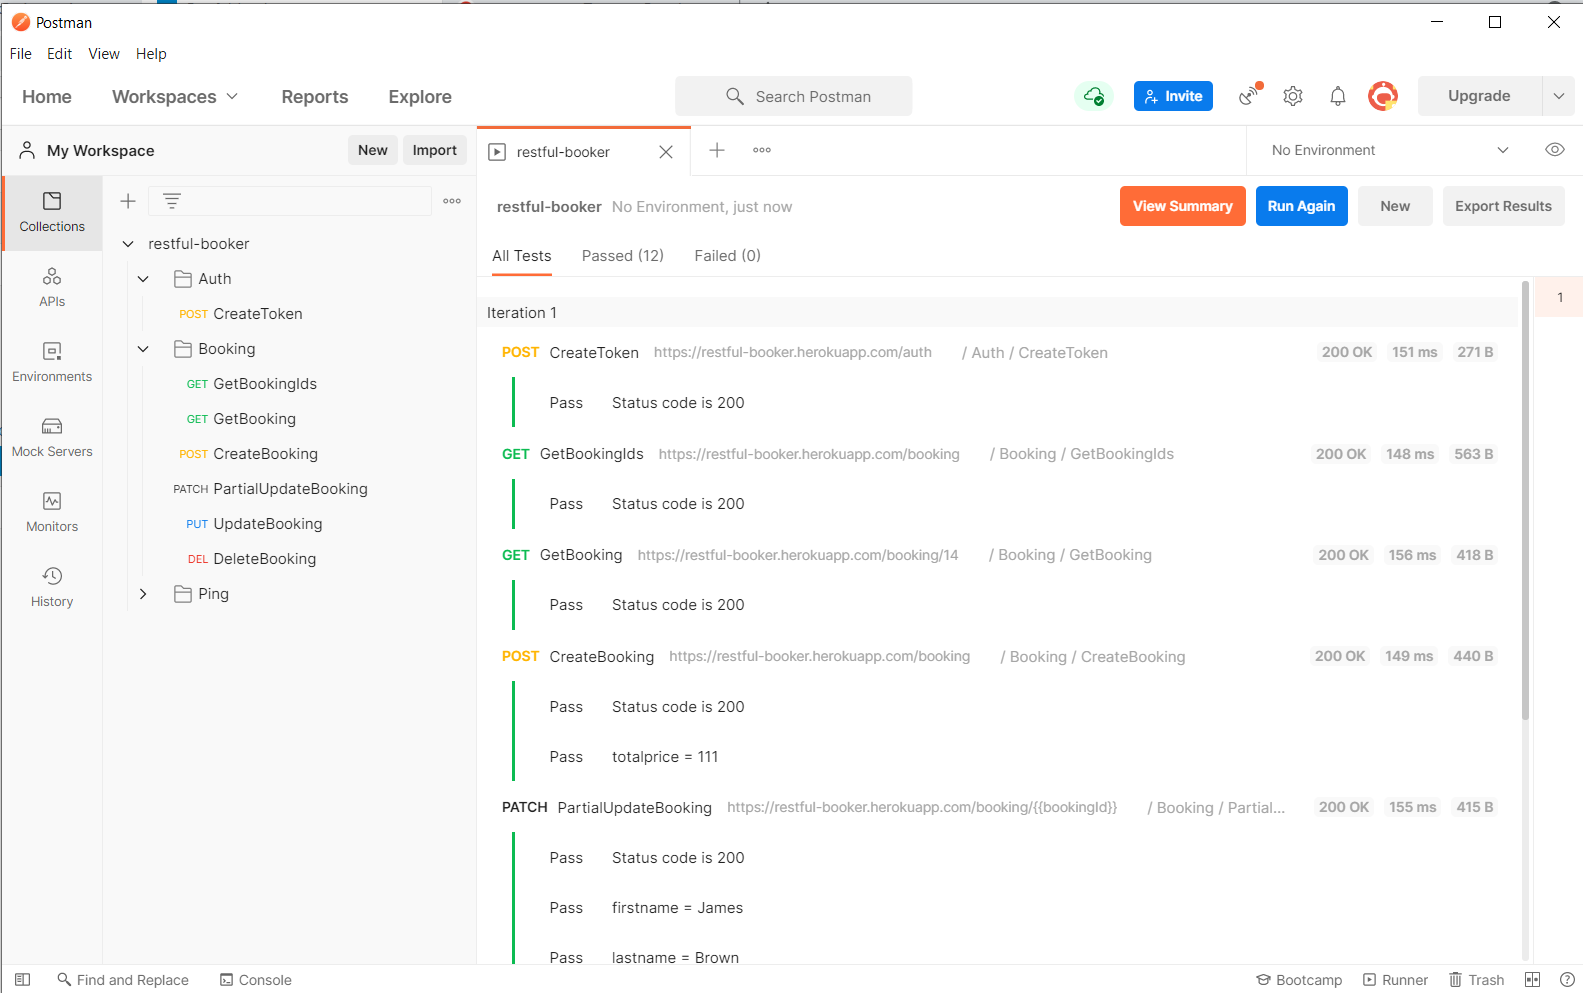 Postman
File Edit View Help
Home Workspaces Reports Explore Search Postman Invite Upgrade
My Workspace New Import restful-booker No Environment
restful-booker No Environment, just now View Summary Run Again New Export Results
Collections
APIs
Environments
Mock Servers
Monitors
History
restful-booker
Auth
POST CreateToken
Booking
GET GetBookingIds
GET GetBooking
POST CreateBooking
PATCH PartialUpdateBooking
PUT UpdateBooking
DEL DeleteBooking
Ping
All Tests Passed (12) Failed (0)
Iteration 1
1
POST CreateToken https://restful-booker.herokuapp.com/auth / Auth / CreateToken 200 OK 151 ms 271 B
Pass Status code is 200
GET GetBookingIds https://restful-booker.herokuapp.com/booking / Booking / GetBookingIds 200 OK 148 ms 563 B
Pass Status code is 200
GET GetBooking https://restful-booker.herokuapp.com/booking/14 / Booking / GetBooking 200 OK 156 ms 418 B
Pass Status code is 200
POST CreateBooking https://restful-booker.herokuapp.com/booking / Booking / CreateBooking 200 OK 149 ms 440 B
Pass Status code is 200
Pass totalprice = 111
PATCH PartialUpdateBooking https://restful-booker.herokuapp.com/booking/{{bookingId}} / Booking / Partial... 200 OK 155 ms 415 B
Pass Status code is 200
Pass firstname = James
Pass lastname = Brown
Find and Replace Console Bootcamp Runner Trash